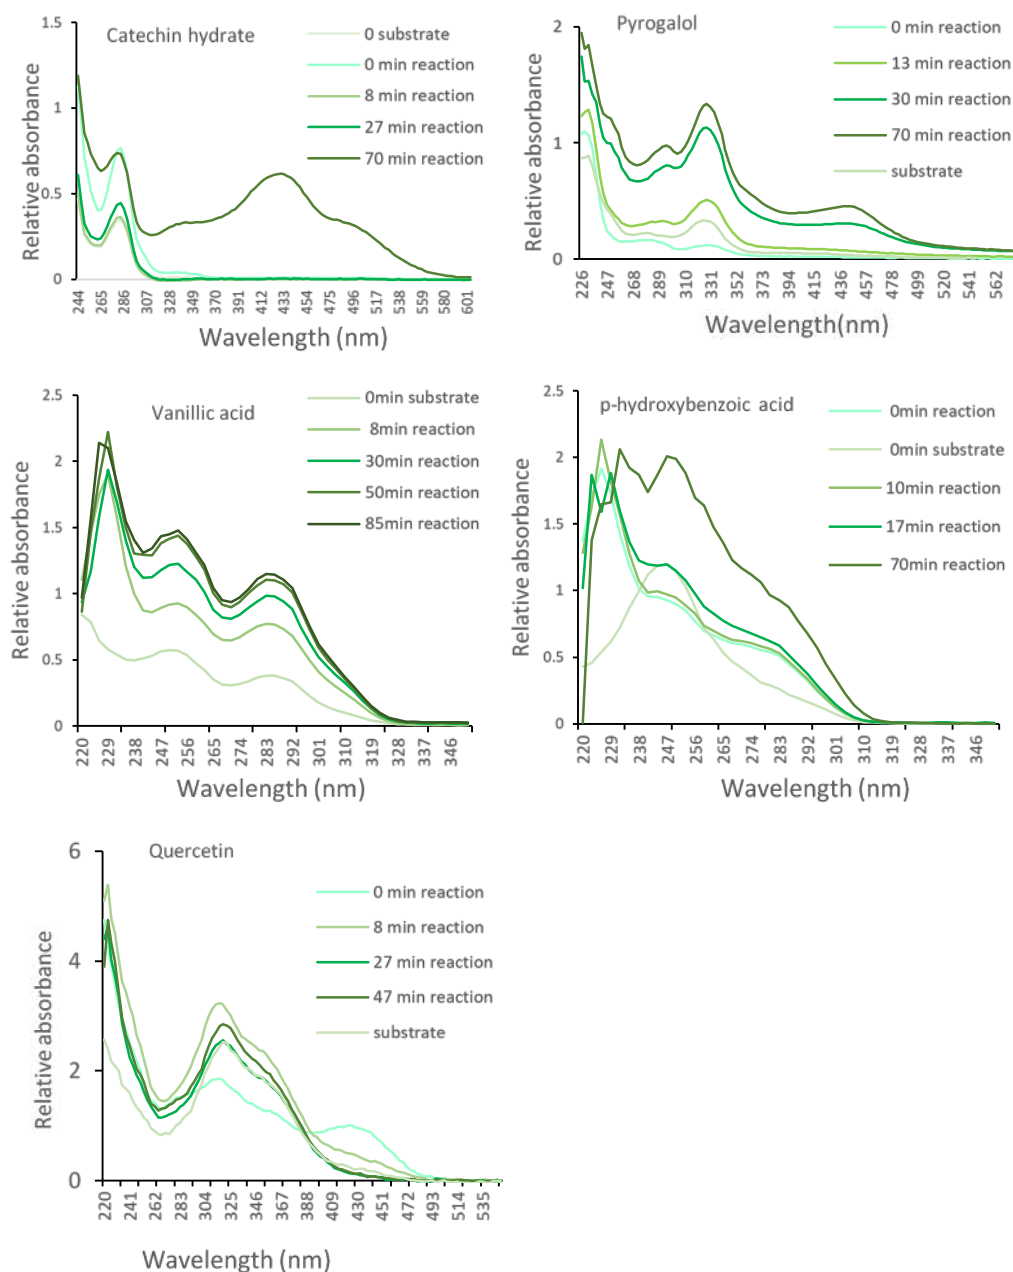 Catechin hydrate
Relative absorbance
1.5
1
0.5
0
0 substrate
0 min reaction
8 min reaction
27 min reaction
70 min reaction
244 265 286 307 328 349 370 391 412 433 454 475 496 517 538 559 580 601
Wavelength (nm)
Pyrogalol
Relative absorbance
2
1
0
0 min reaction
13 min reaction
30 min reaction
70 min reaction
substrate
226 247 268 289 310 331 352 373 394 415 436 457 478 499 520 541 562
Wavelength(nm)
Vanillic acid
Relative absorbance
2.5
2
1.5
1
0.5
0
0min substrate
8min reaction
30min reaction
50min reaction
85min reaction
220 229 238 247 256 265 274 283 292 301 310 319 328 337 346
Wavelength (nm)
p-hydroxybenzoic acid
Relative absorbance
2.5
2
1.5
1
0.5
0
0min reaction
0min substrate
10min reaction
17min reaction
70min reaction
220 229 238 247 256 265 274 283 292 301 310 319 328 337 346
Wavelength (nm)
Quercetin
Relative absorbance
6
4
2
0
0 min reaction
8 min reaction
27 min reaction
47 min reaction
substrate
220 241 262 283 304 325 346 367 388 409 430 451 472 493 514 535
Wavelength (nm)